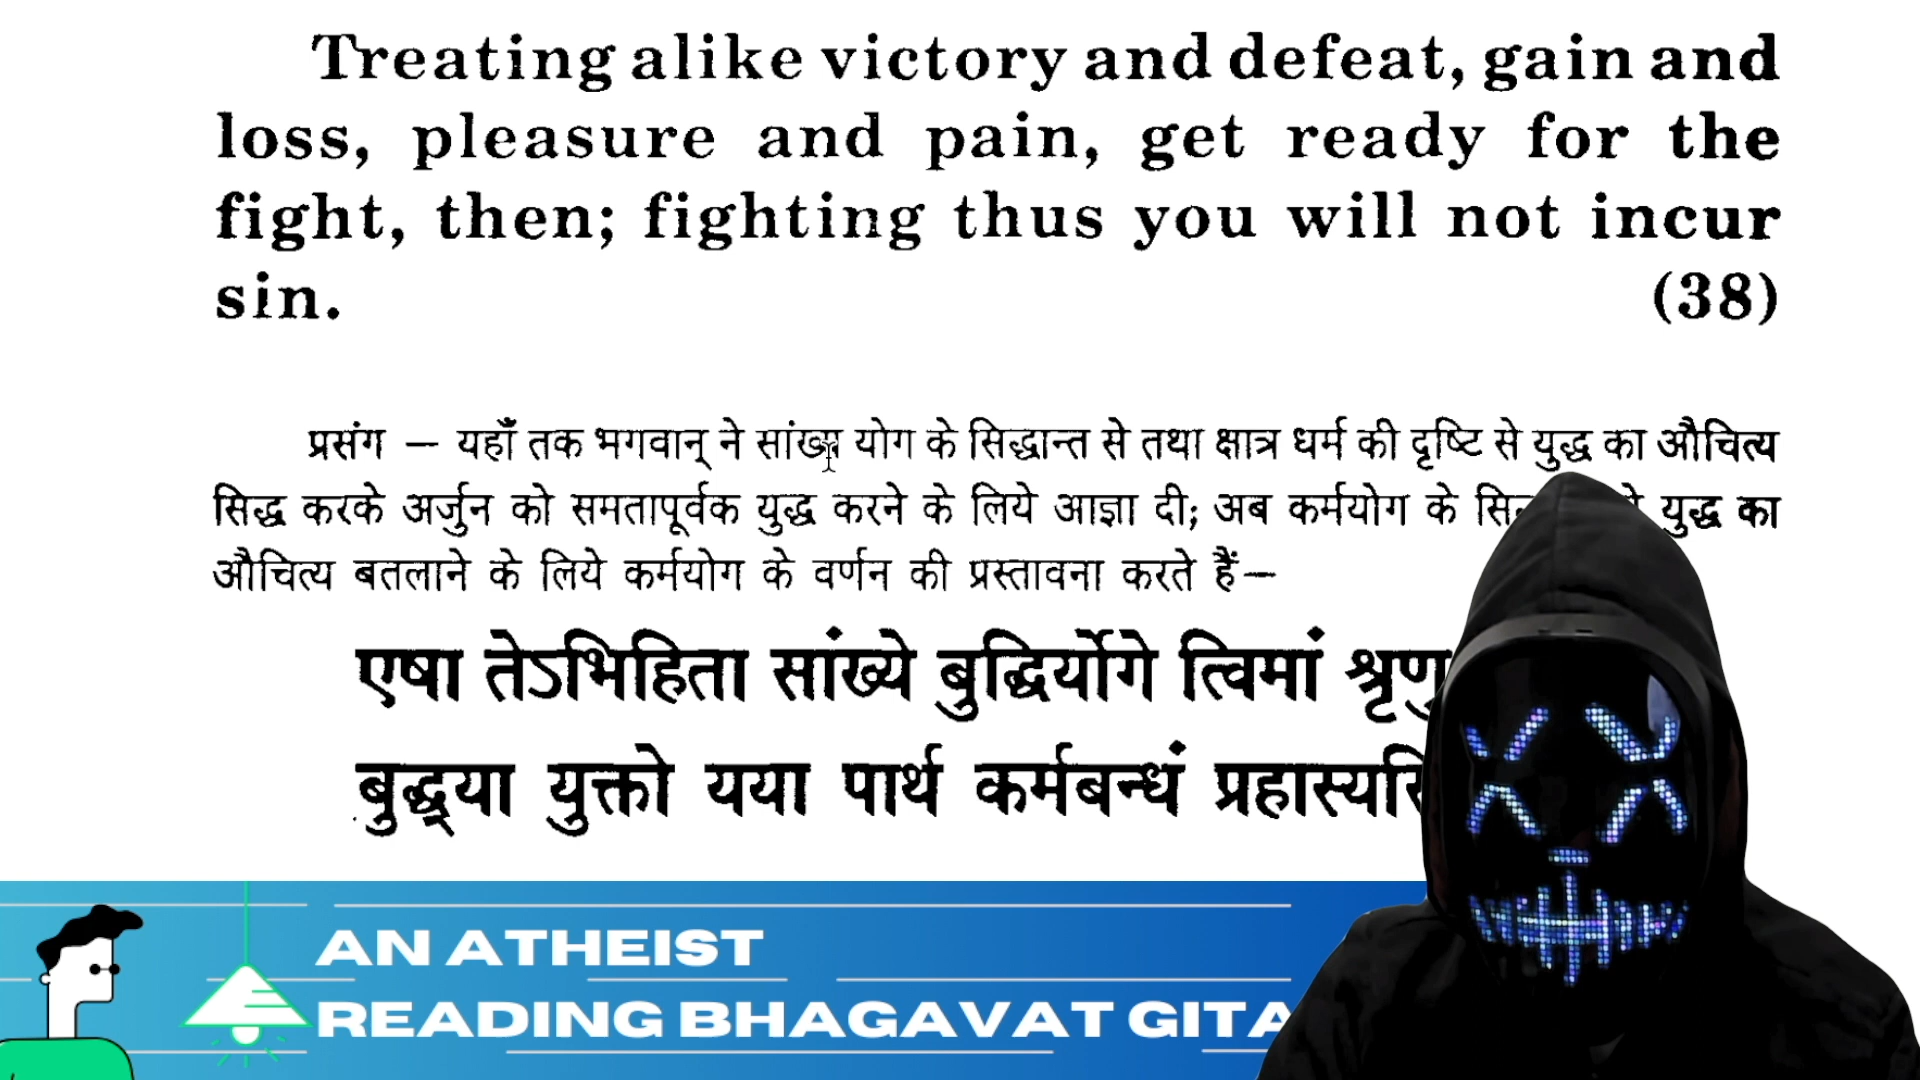 Treating alike victory and defeat, gain and
loss, pleasure and pain, get ready for the
fight, then; fighting thus you will not incur
sin. (38)
प्रसंग — यहाँ तक भगवान् ने सांख्य योग के सिद्धान्त से तथा क्षात्र धर्म की दृष्टि से युद्ध का औचित्य
सिद्ध करके अर्जुन को समतापूर्वक युद्ध करने के लिये आज्ञा दी; अब कर्मयोग के युद्ध का
औचित्य बतलाने के लिये कर्मयोग के वर्णन की प्रस्तावना करते हैं—
एषा तेऽभिहिता सांख्ये बुद्धिर्योगे त्विमां श्रृणु
बुद्ध्या युक्तो यया पार्थ कर्मबन्धं
AN ATHEIST
READING BHAGAVAT GITA